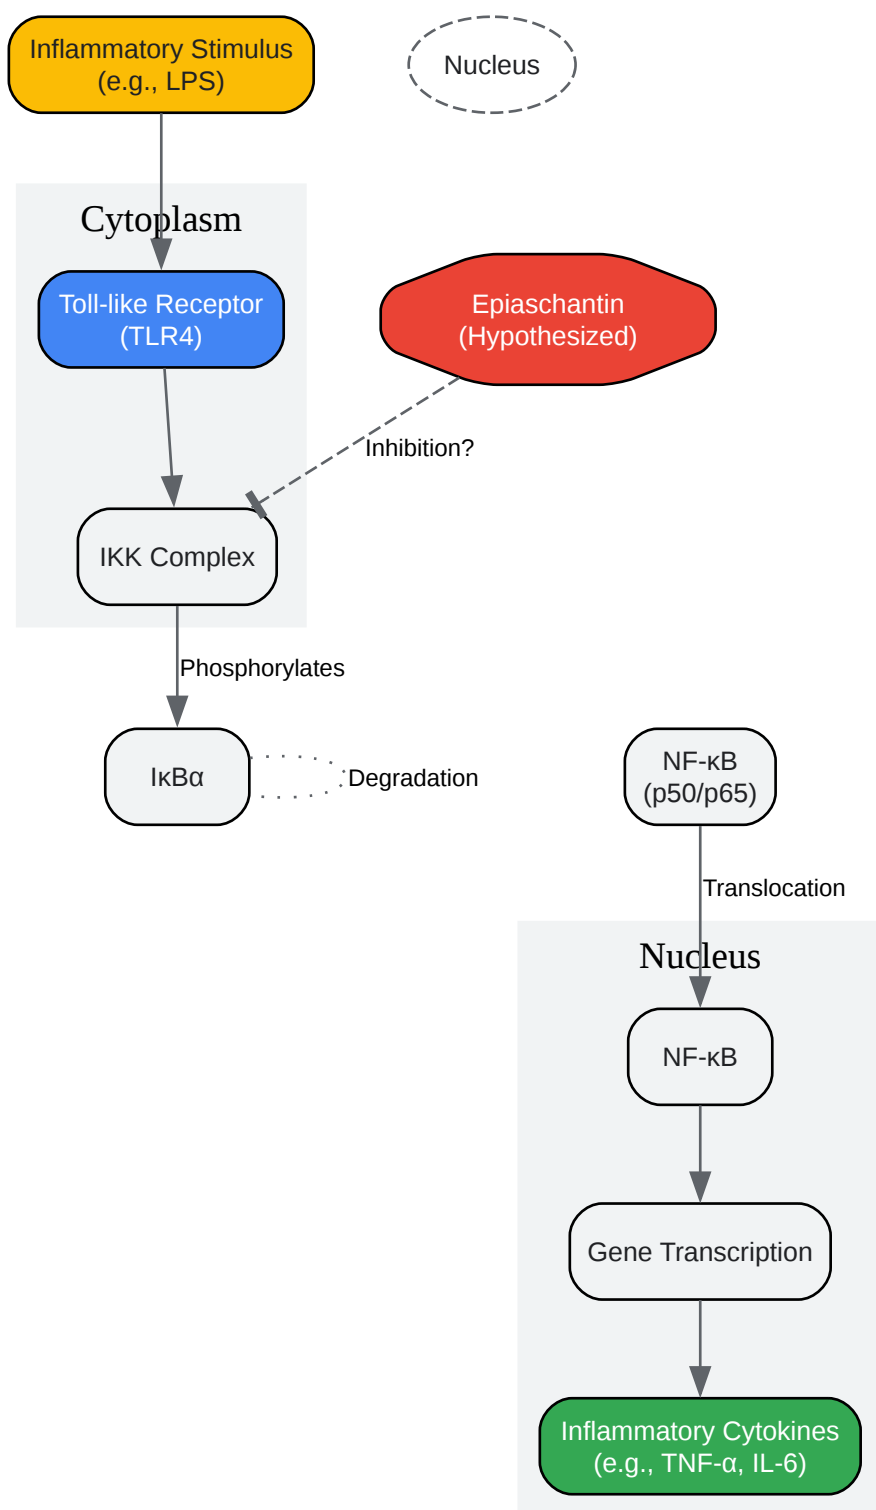 Inflammatory Stimulus
(e.g., LPS)
Nucleus
Cytoplasm
Toll-like Receptor
(TLR4)
Epiaschantin
(Hypothesized)
Inhibition?
IKK Complex
Phosphorylates
IκBα
Degradation
NF-κB
(p50/p65)
Translocation
Nucleus
NF-κB
Gene Transcription
Inflammatory Cytokines
(e.g., TNF-α, IL-6)